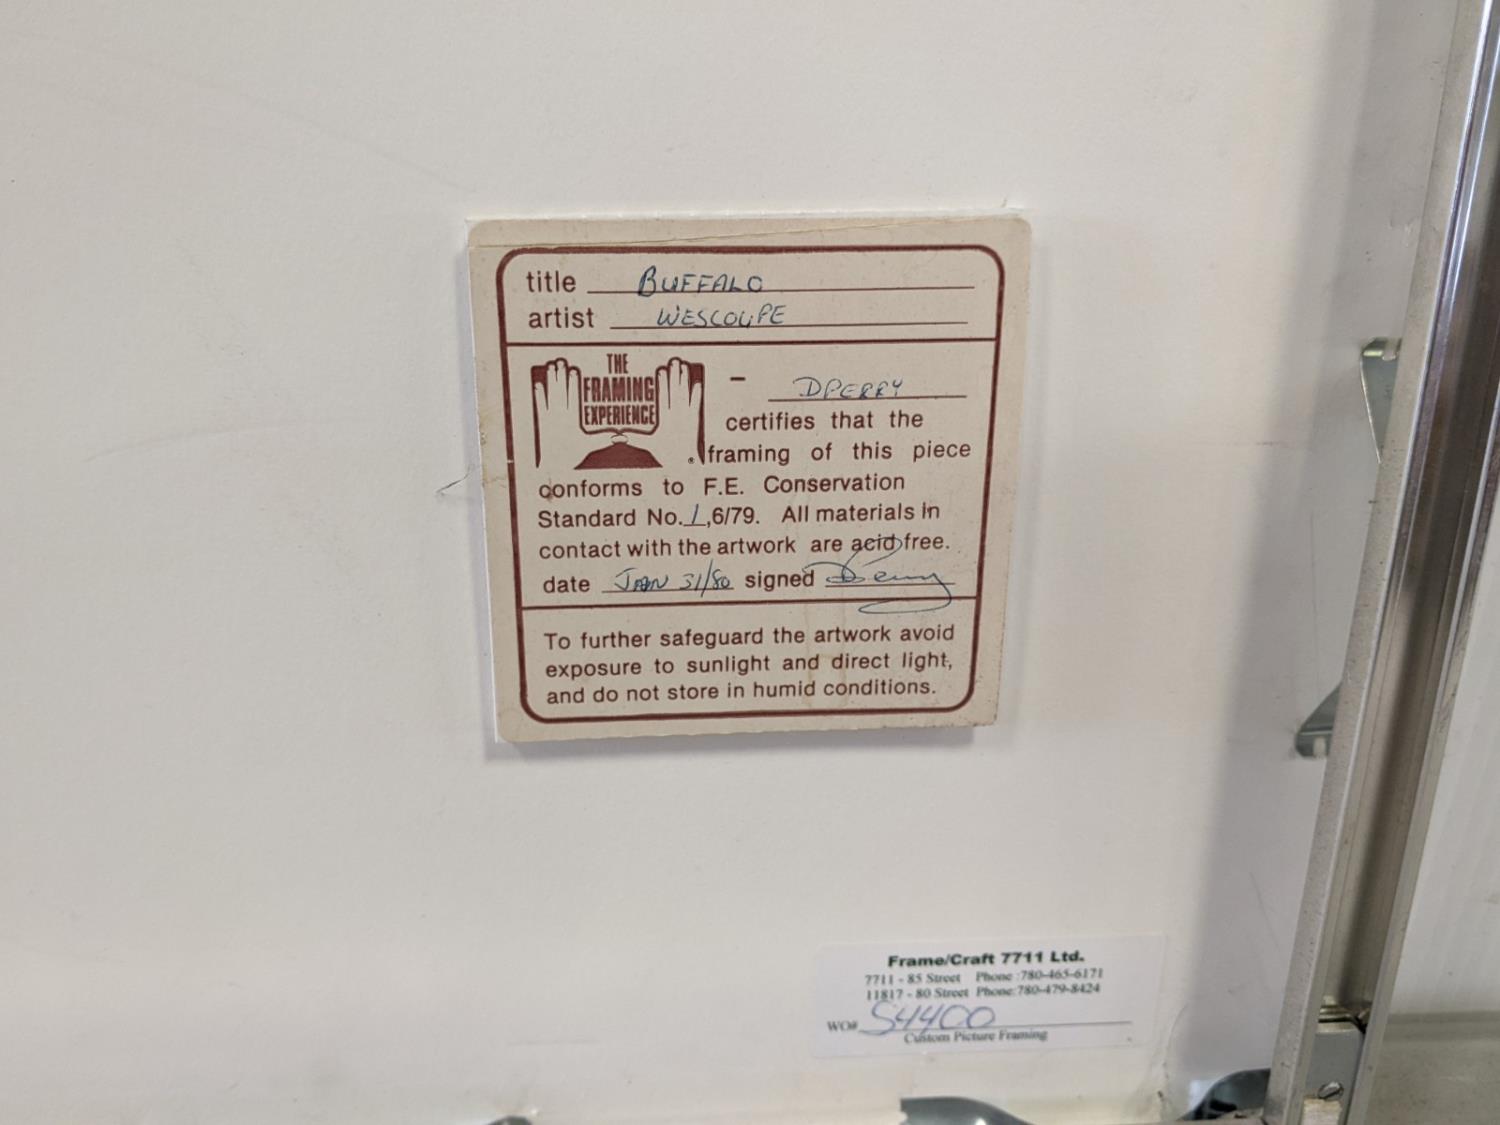 title BUFFALO
artist WESCOUPE
THE
FRAMING
EXPERIENCE
- D PERRY
certifies that the
framing of this piece
conforms to F.E. Conservation
Standard No. 1,6/79. All materials in
contact with the artwork are acid free.
date JAN 31/80 signed D Perry
To further safeguard the artwork avoid
exposure to sunlight and direct light,
and do not store in humid conditions.
Frame/Craft 7711 Ltd.
7711 - 85 Street Phone :780-465-6171
11817 - 80 Street Phone:780-479-8424
WO# S4400
Custom Picture Framing